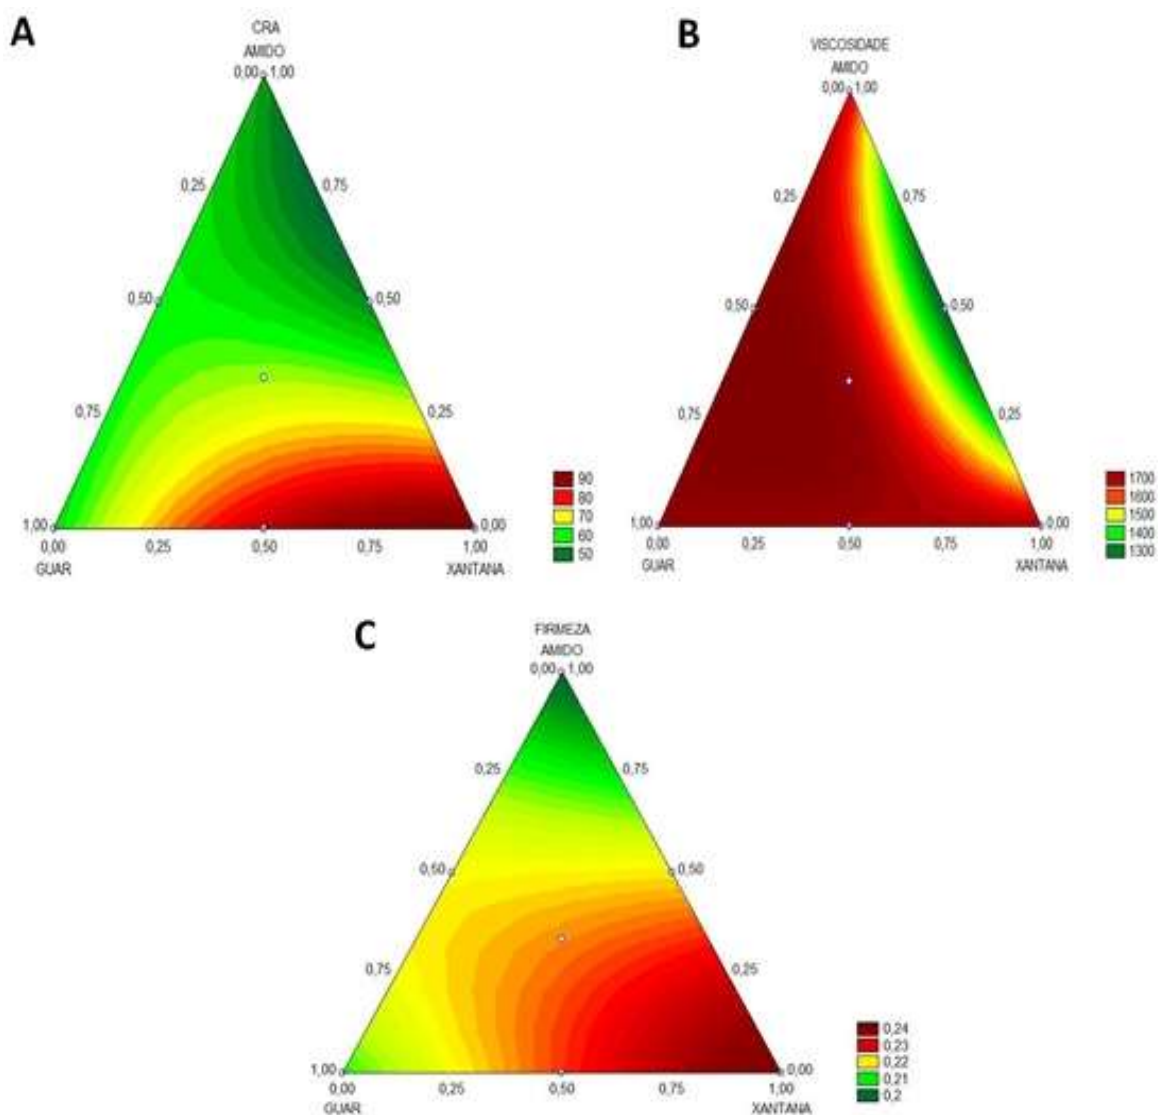 A
CRA
AMIDO
0,00 1,00
0,25 0,75
0,50 0,50
0,75 0,25
1,00 0,00
0,00 0,25 0,50 0,75 1,00
GUAR XANTANA
90
80
70
60
50
B
VISCOSIDADE
AMIDO
0,00 1,00
0,25 0,75
0,50 0,50
0,75 0,25
1,00 0,00
0,00 0,25 0,50 0,75 1,00
GUAR XANTANA
1700
1600
1500
1400
1300
C
FIRMEZA
AMIDO
0,00 1,00
0,25 0,75
0,50 0,50
0,75 0,25
1,00 0,00
0,00 0,25 0,50 0,75 1,00
GUAR XANTANA
0,24
0,23
0,22
0,21
0,2